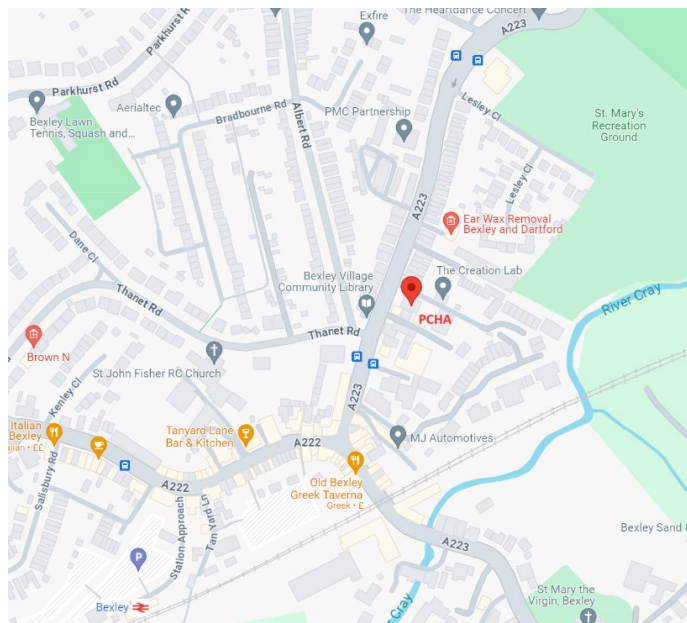 The Heartdance Concert
A223
Exfire
Parkhurst Rd
Parkhurst Rd
Aerialtec
Bexley Lawn
Tennis, Squash and...
Bradbourne Rd
Albert Rd
PMC Partnership
Lesley Cl
St. Mary's
Recreation
Ground
Lesley Cl
A223
Ear Wax Removal
Bexley and Dartford
Dane Cl
Bexley Village
Community Library
The Creation Lab
PCHA
River Cray
Thanet Rd
Thanet Rd
Brown N
St John Fisher RC Church
Kenley Cl
A223
Italian
Bexley
alian • ££
Tanyard Lane
Bar & Kitchen
A222
MJ Automotives
Salisbury Rd
A222
Old Bexley
Greek Taverna
Greek • £
Station Approach
Tan Yard Ln
A223
Bexley Sand
P
Bexley
St Mary the
Virgin, Bexley
Cray